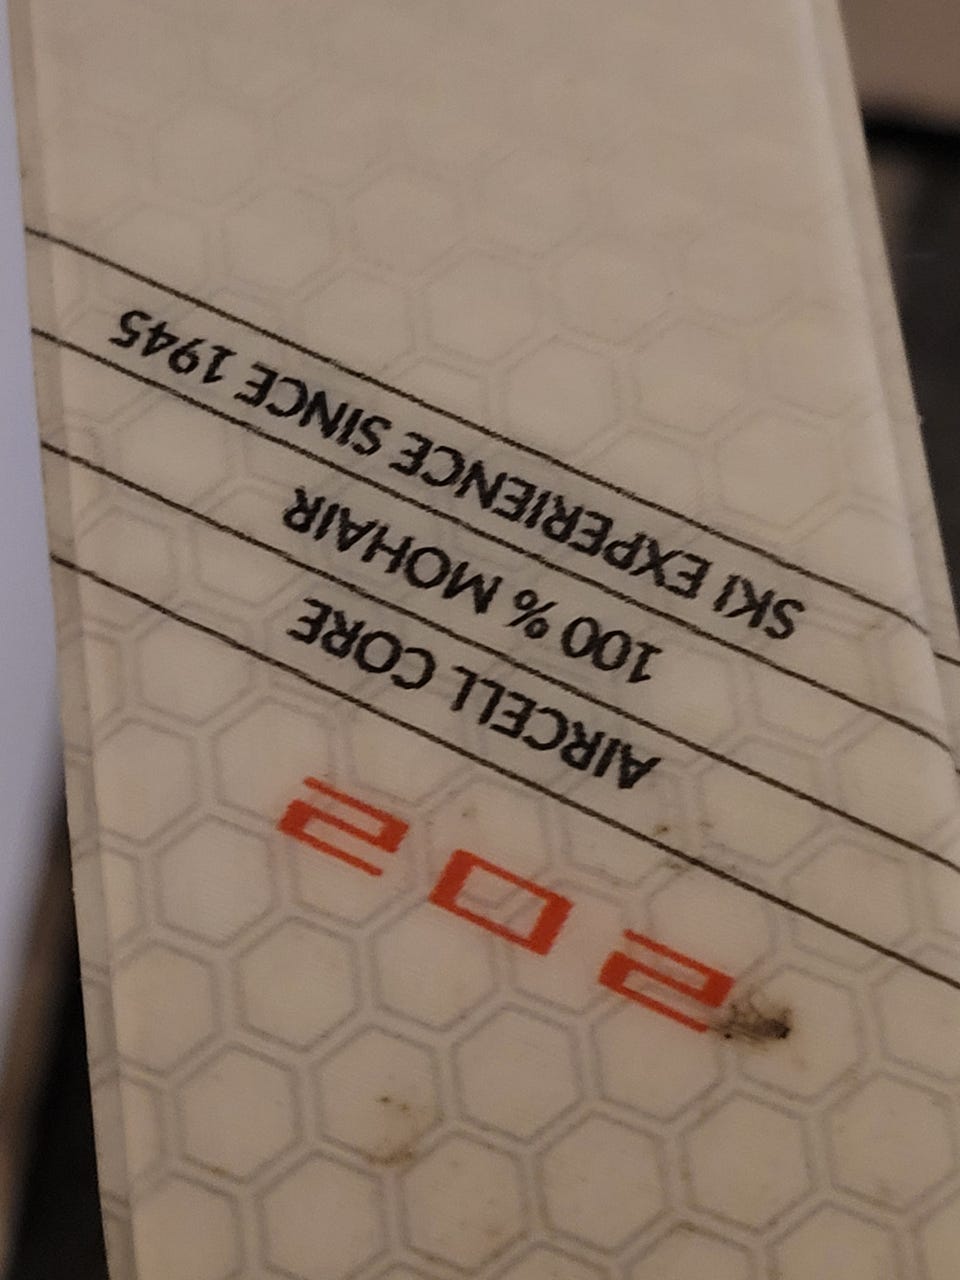 202
AIRCELL CORE
100 % MOHAIR
SKI EXPERIENCE SINCE 1945